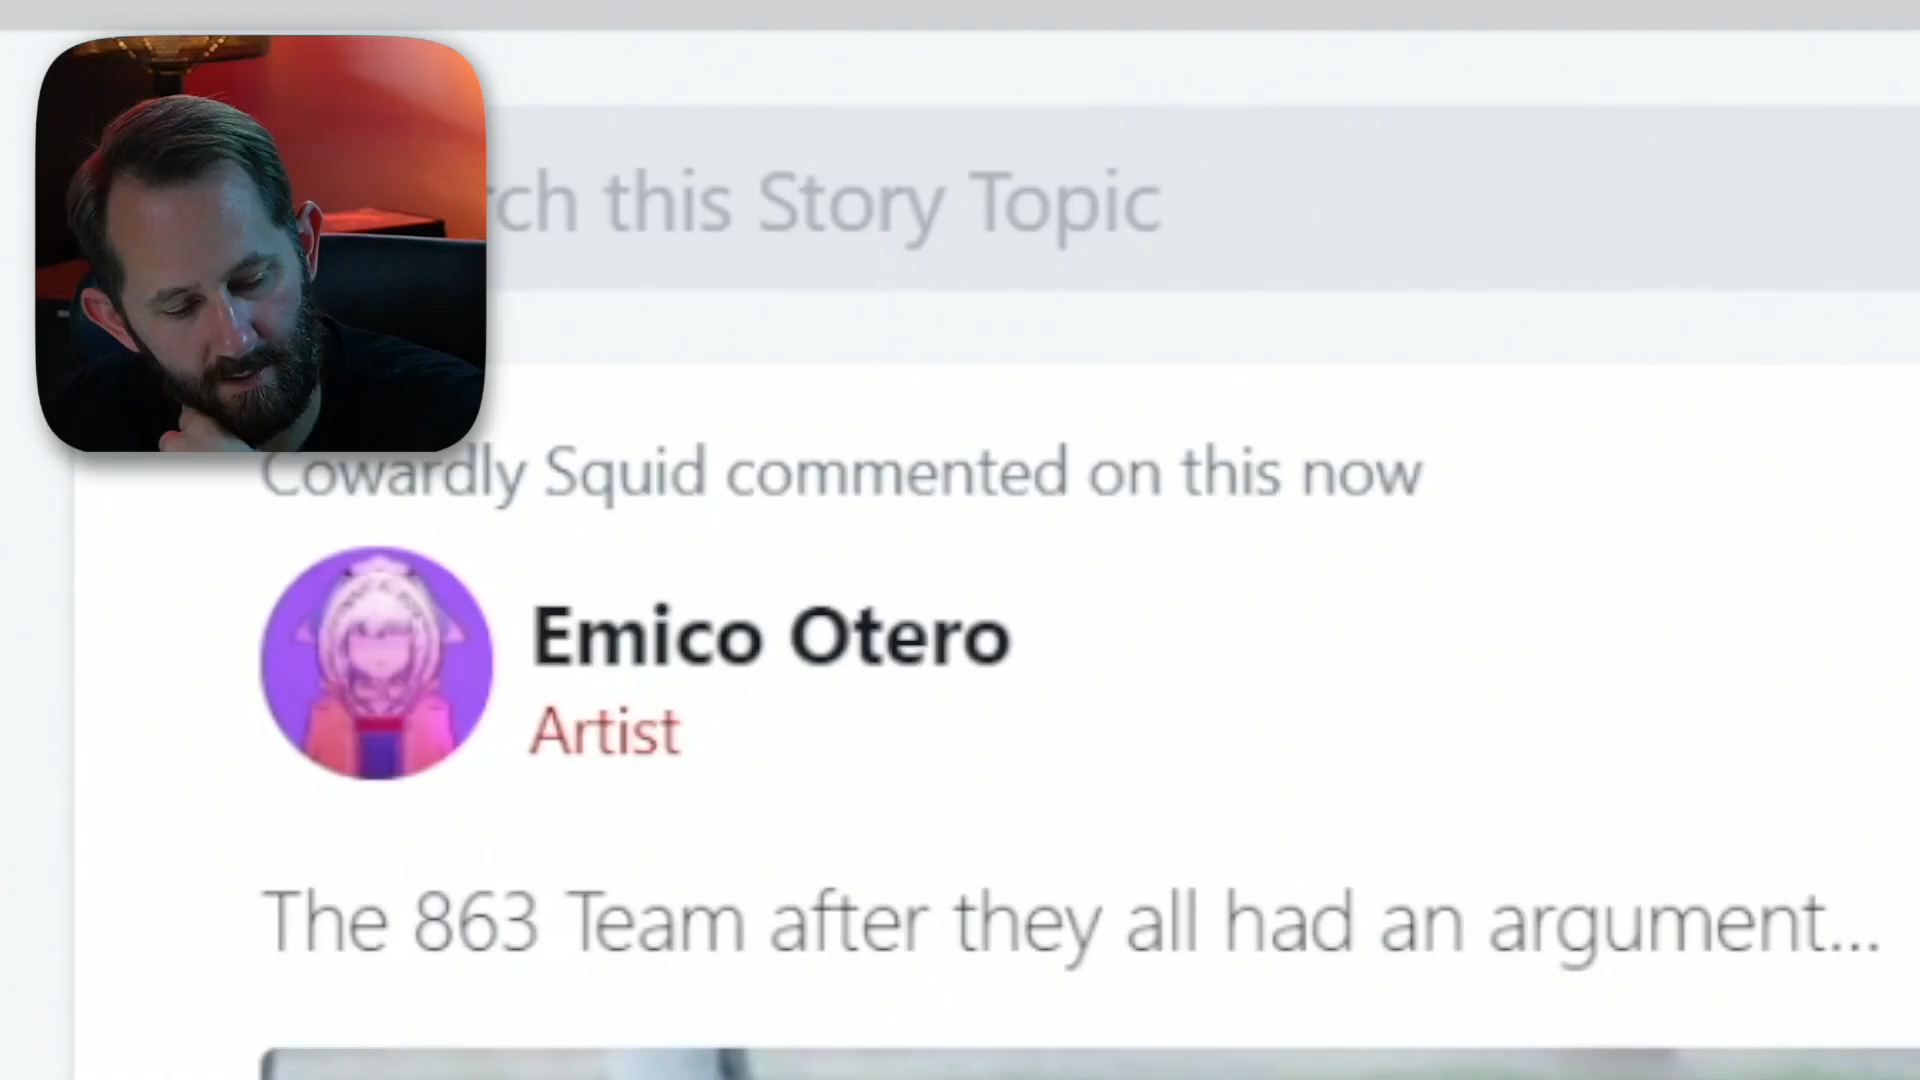 ch this Story Topic
Cowardly Squid commented on this now
Emico Otero
Artist
The 863 Team after they all had an argument...